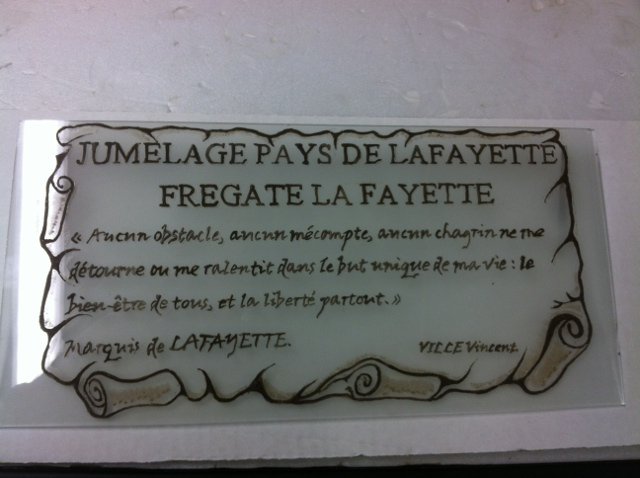 JUMELAGE PAYS DE LAFAYETTE
FREGATE LA FAYETTE
« Aucun obstacle, aucun mécompte, aucun chagrin ne me
détourne ou me ralentit dans le but unique de ma vie : le
bien-être de tous, et la liberté partout. »
Marquis de LAFAYETTE.
VILLE Vincent.